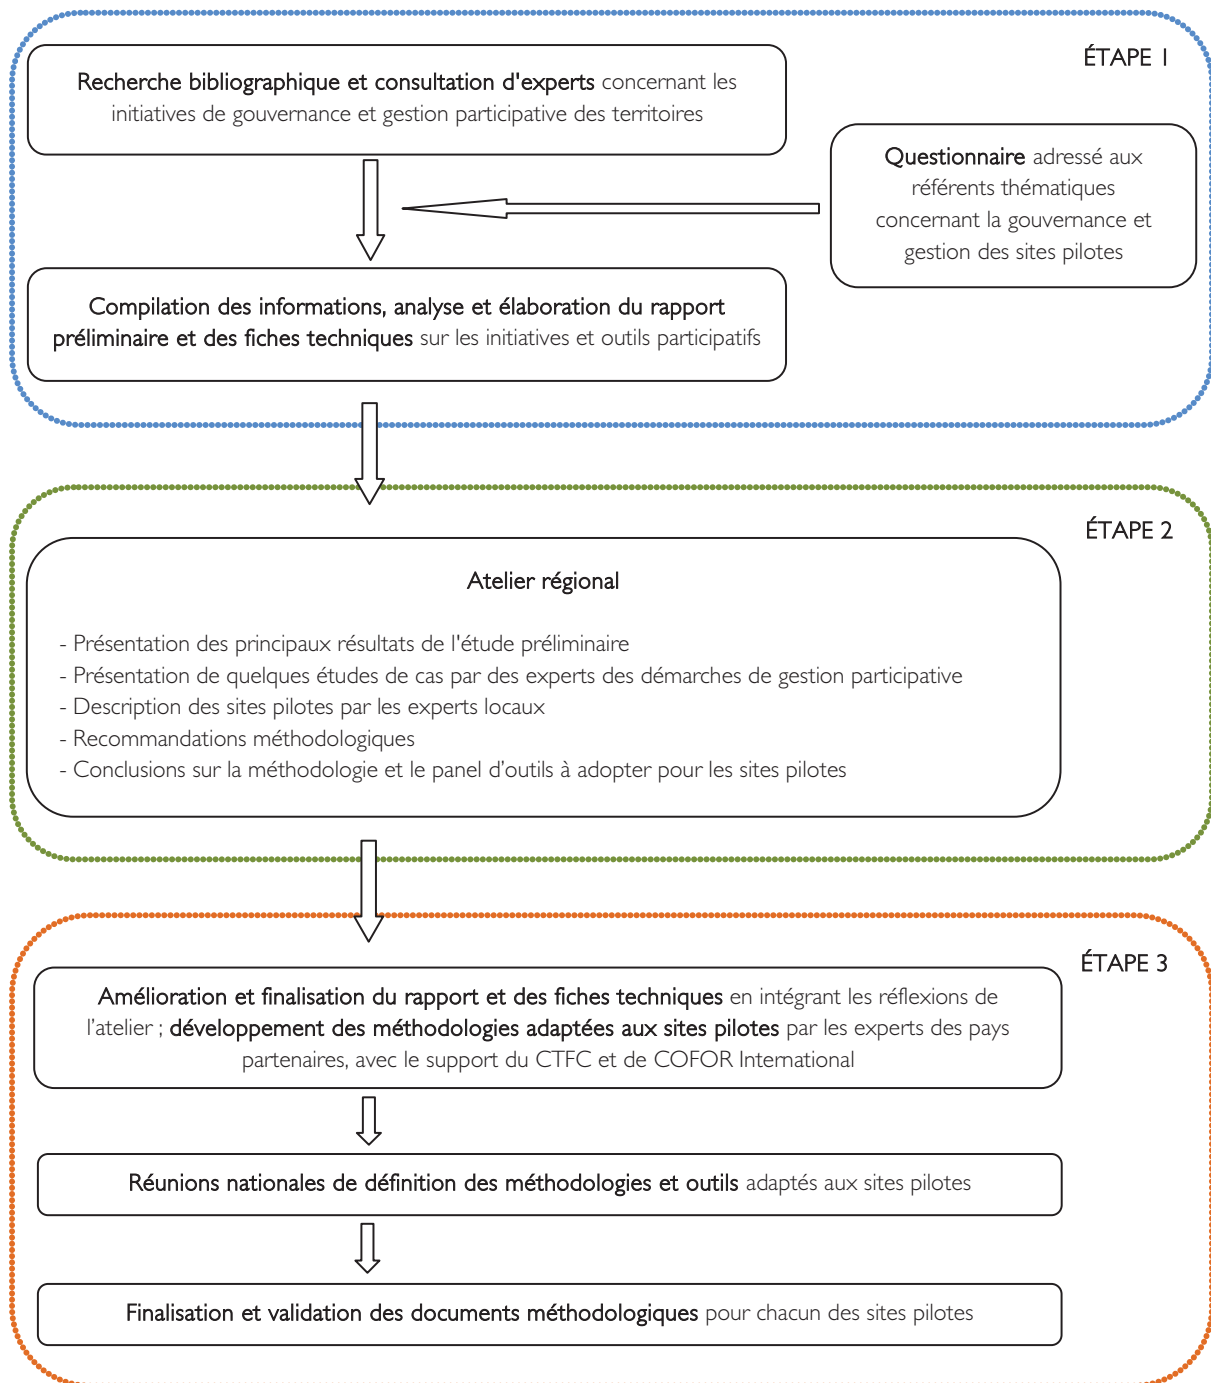 ÉTAPE 1
Recherche bibliographique et consultation d'experts concernant les
initiatives de gouvernance et gestion participative des territoires
Questionnaire adressé aux
référents thématiques
concernant la gouvernance et
gestion des sites pilotes
Compilation des informations, analyse et élaboration du rapport
préliminaire et des fiches techniques sur les initiatives et outils participatifs
ÉTAPE 2
Atelier régional
- Présentation des principaux résultats de l'étude préliminaire
- Présentation de quelques études de cas par des experts des démarches de gestion participative
- Description des sites pilotes par les experts locaux
- Recommandations méthodologiques
- Conclusions sur la méthodologie et le panel d’outils à adopter pour les sites pilotes
ÉTAPE 3
Amélioration et finalisation du rapport et des fiches techniques en intégrant les réflexions de
l’atelier ; développement des méthodologies adaptées aux sites pilotes par les experts des pays
partenaires, avec le support du CTFC et de COFOR International
Réunions nationales de définition des méthodologies et outils adaptés aux sites pilotes
Finalisation et validation des documents méthodologiques pour chacun des sites pilotes